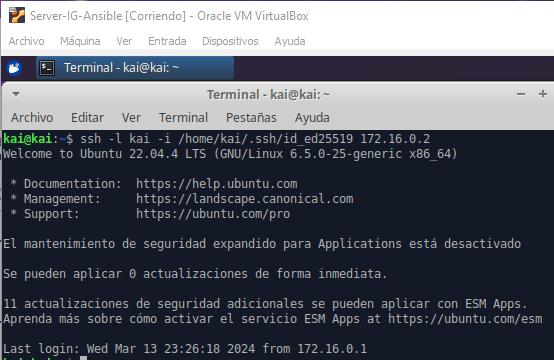 Server-IG-Ansible [Corriendo] - Oracle VM VirtualBox
Archivo Máquina Ver Entrada Dispositivos Ayuda
Terminal - kai@kai: ~
Terminal - kai@kai: ~
Archivo Editar Ver Terminal Pestañas Ayuda
kai@kai:~$ ssh -l kai -i /home/kai/.ssh/id_ed25519 172.16.0.2
Welcome to Ubuntu 22.04.4 LTS (GNU/Linux 6.5.0-25-generic x86_64)
* Documentation: https://help.ubuntu.com
* Management: https://landscape.canonical.com
* Support: https://ubuntu.com/pro
El mantenimiento de seguridad expandido para Applications está desactivado
Se pueden aplicar 0 actualizaciones de forma inmediata.
11 actualizaciones de seguridad adicionales se pueden aplicar con ESM Apps.
Aprenda más sobre cómo activar el servicio ESM Apps at https://ubuntu.com/esm
Last login: Wed Mar 13 23:26:18 2024 from 172.16.0.1